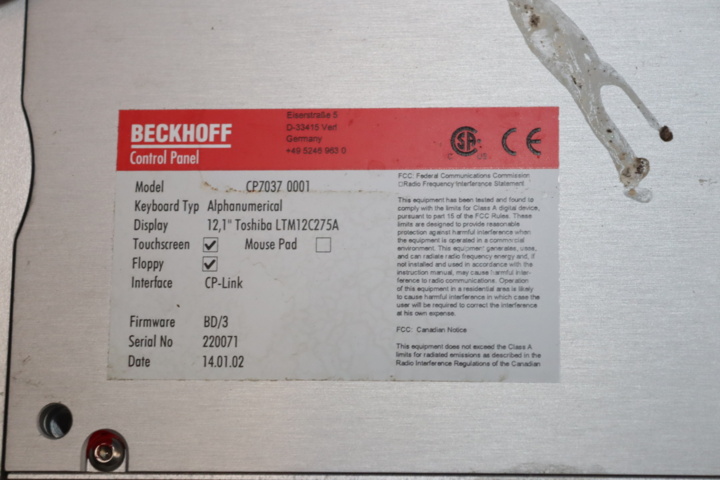 BECKHOFF
Control Panel
Eiserstraße 5
D-33415 Verl
Germany
+49 5246 963 0
C US
CE
Model CP7037 0001
Keyboard Typ Alphanumerical
Display 12,1" Toshiba LTM12C275A
Touchscreen ☑ Mouse Pad ☐
Floppy ☑
Interface CP-Link
Firmware BD/3
Serial No 220071
Date 14.01.02
FCC: Federal Communications Commission
Radio Frequency Interference Statement
This equipment has been tested and found to
comply with the limits for Class A digital device,
pursuant to part 15 of the FCC Rules. These
limits are designed to provide reasonable
protection against harmful interference when
the equipment is operated in a commercial
environment. This equipment generates, uses,
and can radiate radio frequency energy and, if
not installed and used in accordance with the
instruction manual, may cause harmful inter-
ference to radio communications. Operation
of this equipment in a residential area is likely
to cause harmful interference in which case the
user will be required to correct the interference
at his own expense.
FCC: Canadian Notice
This equipment does not exceed the Class A
limits for radiated emissions as described in the
Radio Interference Regulations of the Canadian